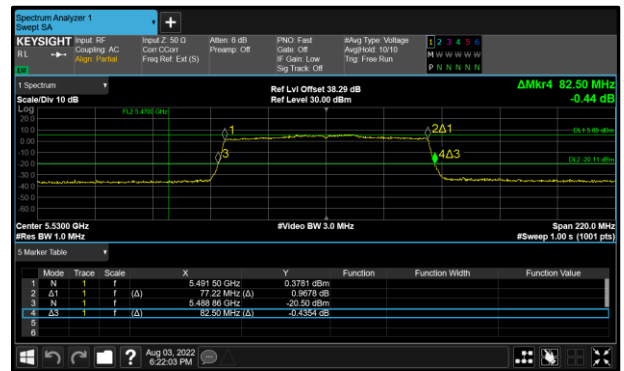 Spectrum Analyzer 1
Swept SA
+
KEYSIGHT
RL
Input: RF
Coupling: AC
Align: Partial
Input Z: 50 Ω
Corr CCorr
Freq Ref: Ext (S)
Atten: 6 dB
Preamp: Off
PNO: Fast
Gate: Off
IF Gain: Low
Sig Track: Off
#Avg Type: Voltage
Avg|Hold: 10/10
Trig: Free Run
1 2 3 4 5 6
M W W W W W
P N N N N N
1 Spectrum
Scale/Div 10 dB
Ref Lvl Offset 38.29 dB
Ref Level 30.00 dBm
ΔMkr4 82.50 MHz
-0.44 dB
Log
20.0
10.0
0.00
-10.0
-20.0
-30.0
-40.0
-50.0
-60.0
1
2Δ1
3
4Δ3
DL2 -20.11 dBm
Center 5.5300 GHz
#Res BW 1.0 MHz
#Video BW 3.0 MHz
Span 220.0 MHz
#Sweep 1.00 s (1001 pts)
5 Marker Table
Mode Trace Scale X Y Function Function Width Function Value
1 N 1 f 5.491 50 GHz 0.3781 dBm
2 Δ1 1 f (Δ) 77.22 MHz (Δ) 0.9678 dB
3 N 1 f 5.488 86 GHz -20.50 dBm
4 Δ3 1 f (Δ) 82.50 MHz (Δ) -0.4354 dB
5
6
?
Aug 03, 2022
6:22:03 PM